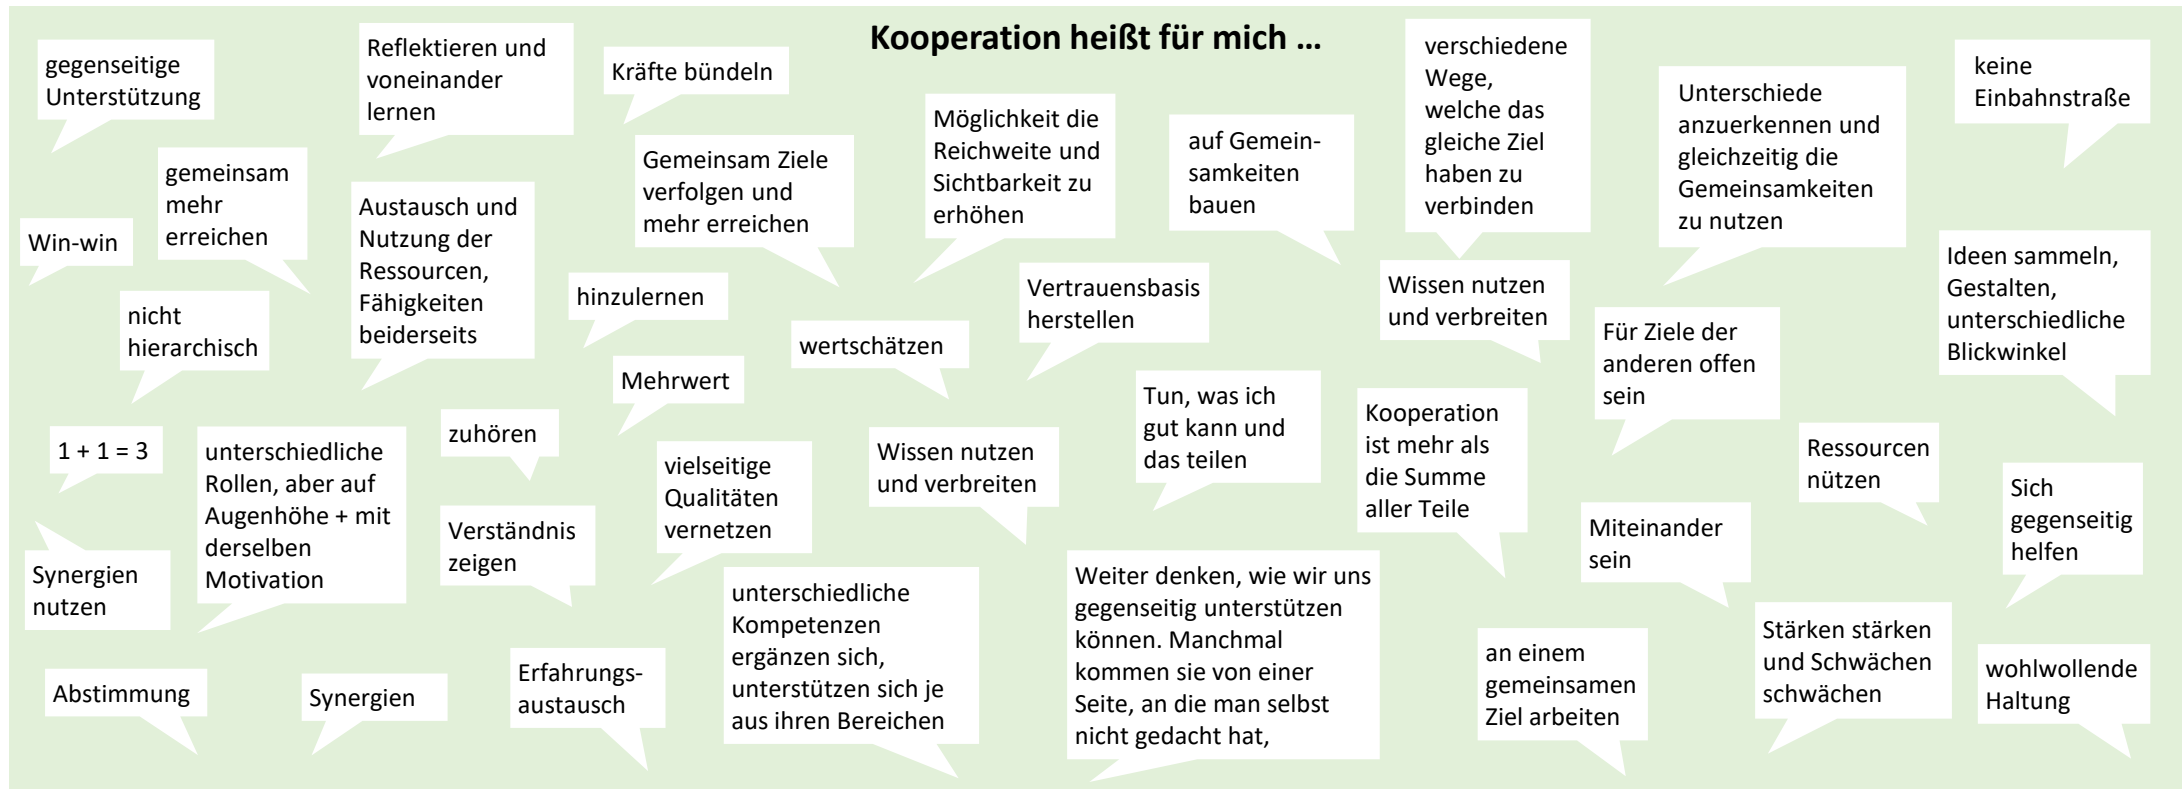 Kooperation heißt für mich …
gegenseitige
Unterstützung
Reflektieren und
voneinander
lernen
Kräfte bündeln
verschiedene
Wege,
welche das
gleiche Ziel
haben zu
verbinden
keine
Einbahnstraße
gemeinsam
mehr
erreichen
Gemeinsam Ziele
verfolgen und
mehr erreichen
Möglichkeit die
Reichweite und
Sichtbarkeit zu
erhöhen
auf Gemein-
samkeiten
bauen
Unterschiede
anzuerkennen und
gleichzeitig die
Gemeinsamkeiten
zu nutzen
Win-win
Austausch und
Nutzung der
Ressourcen,
Fähigkeiten
beiderseits
hinzulernen
Vertrauensbasis
herstellen
Wissen nutzen
und verbreiten
Ideen sammeln,
Gestalten,
unterschiedliche
Blickwinkel
nicht
hierarchisch
wertschätzen
Für Ziele der
anderen offen
sein
Mehrwert
Tun, was ich
gut kann und
das teilen
Kooperation
ist mehr als
die Summe
aller Teile
1 + 1 = 3
unterschiedliche
Rollen, aber auf
Augenhöhe + mit
derselben
Motivation
zuhören
vielseitige
Qualitäten
vernetzen
Wissen nutzen
und verbreiten
Ressourcen
nützen
Sich
gegenseitig
helfen
Synergien
nutzen
Verständnis
zeigen
Miteinander
sein
unterschiedliche
Kompetenzen
ergänzen sich,
unterstützen sich je
aus ihren Bereichen
Weiter denken, wie wir uns
gegenseitig unterstützen
können. Manchmal
kommen sie von einer
Seite, an die man selbst
nicht gedacht hat,
Stärken stärken
und Schwächen
schwächen
Abstimmung
Synergien
Erfahrungs-
austausch
an einem
gemeinsamen
Ziel arbeiten
wohlwollende
Haltung